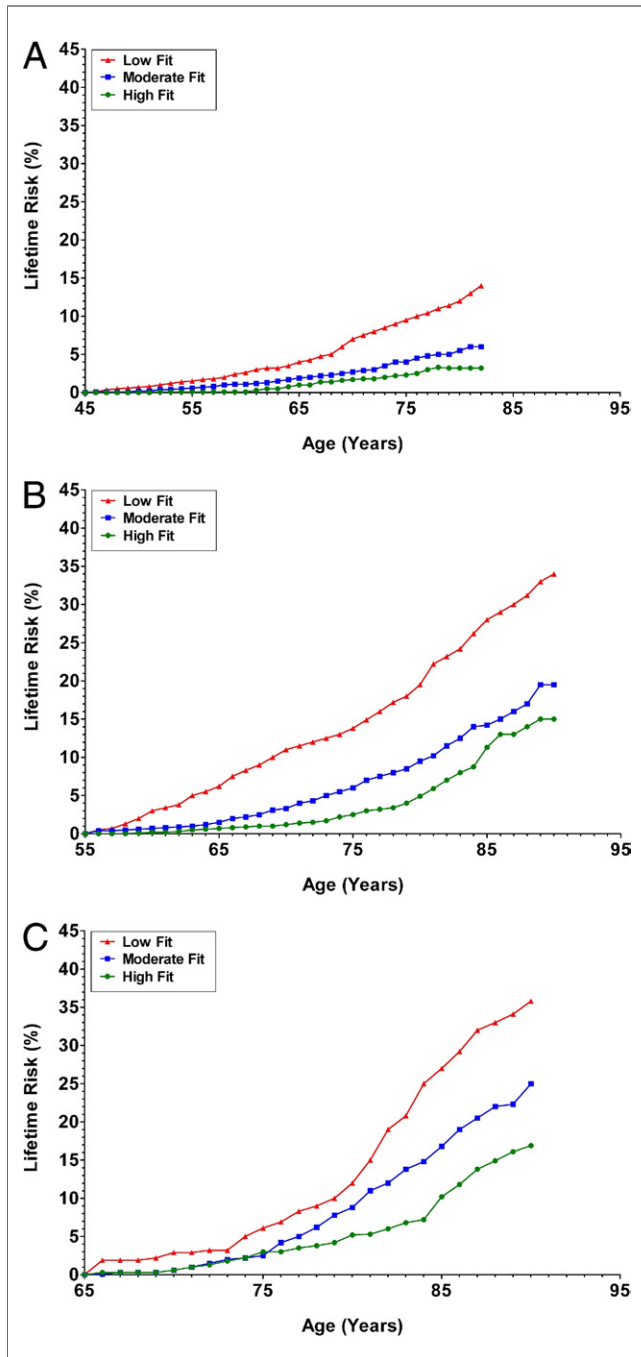 A
Low Fit
Moderate Fit
High Fit
Lifetime Risk (%)
45
40
35
30
25
20
15
10
5
0
45 55 65 75 85 95
Age (Years)
B
Low Fit
Moderate Fit
High Fit
Lifetime Risk (%)
45
40
35
30
25
20
15
10
5
0
55 65 75 85 95
Age (Years)
C
Low Fit
Moderate Fit
High Fit
Lifetime Risk (%)
45
40
35
30
25
20
15
10
5
0
65 75 85 95
Age (Years)